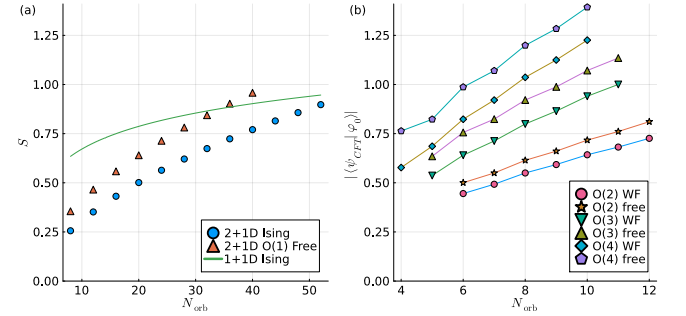 (a)
1.25
1.00
0.75
0.50
0.25
0.00
S
10
20
30
40
50
N_orb
2+1D Ising
2+1D O(1) Free
1+1D Ising
(b)
1.25
1.00
0.75
0.50
0.25
0.00
|⟨ψ_CFT|φ_0⟩|
4
6
8
10
12
N_orb
O(2) WF
O(2) free
O(3) WF
O(3) free
O(4) WF
O(4) free